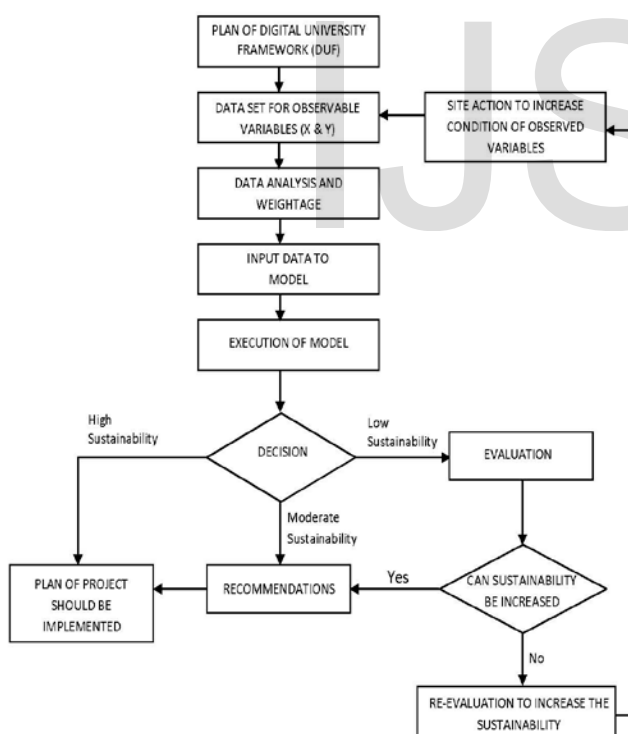 PLAN OF DIGITAL UNIVERSITY
FRAMEWORK (DUF)
IJS
DATA SET FOR OBSERVABLE
VARIABLES (X & Y)
SITE ACTION TO INCREASE
CONDITION OF OBSERVED
VARIABLES
DATA ANALYSIS AND
WEIGHTAGE
INPUT DATA TO
MODEL
EXECUTION OF MODEL
High
Sustainability
DECISION
Low
Sustainability
EVALUATION
Moderate
Sustainability
PLAN OF PROJECT
SHOULD BE
IMPLEMENTED
RECOMMENDATIONS
Yes
CAN SUSTAINABILITY
BE INCREASED
No
RE-EVALUATION TO INCREASE THE
SUSTAINABILITY